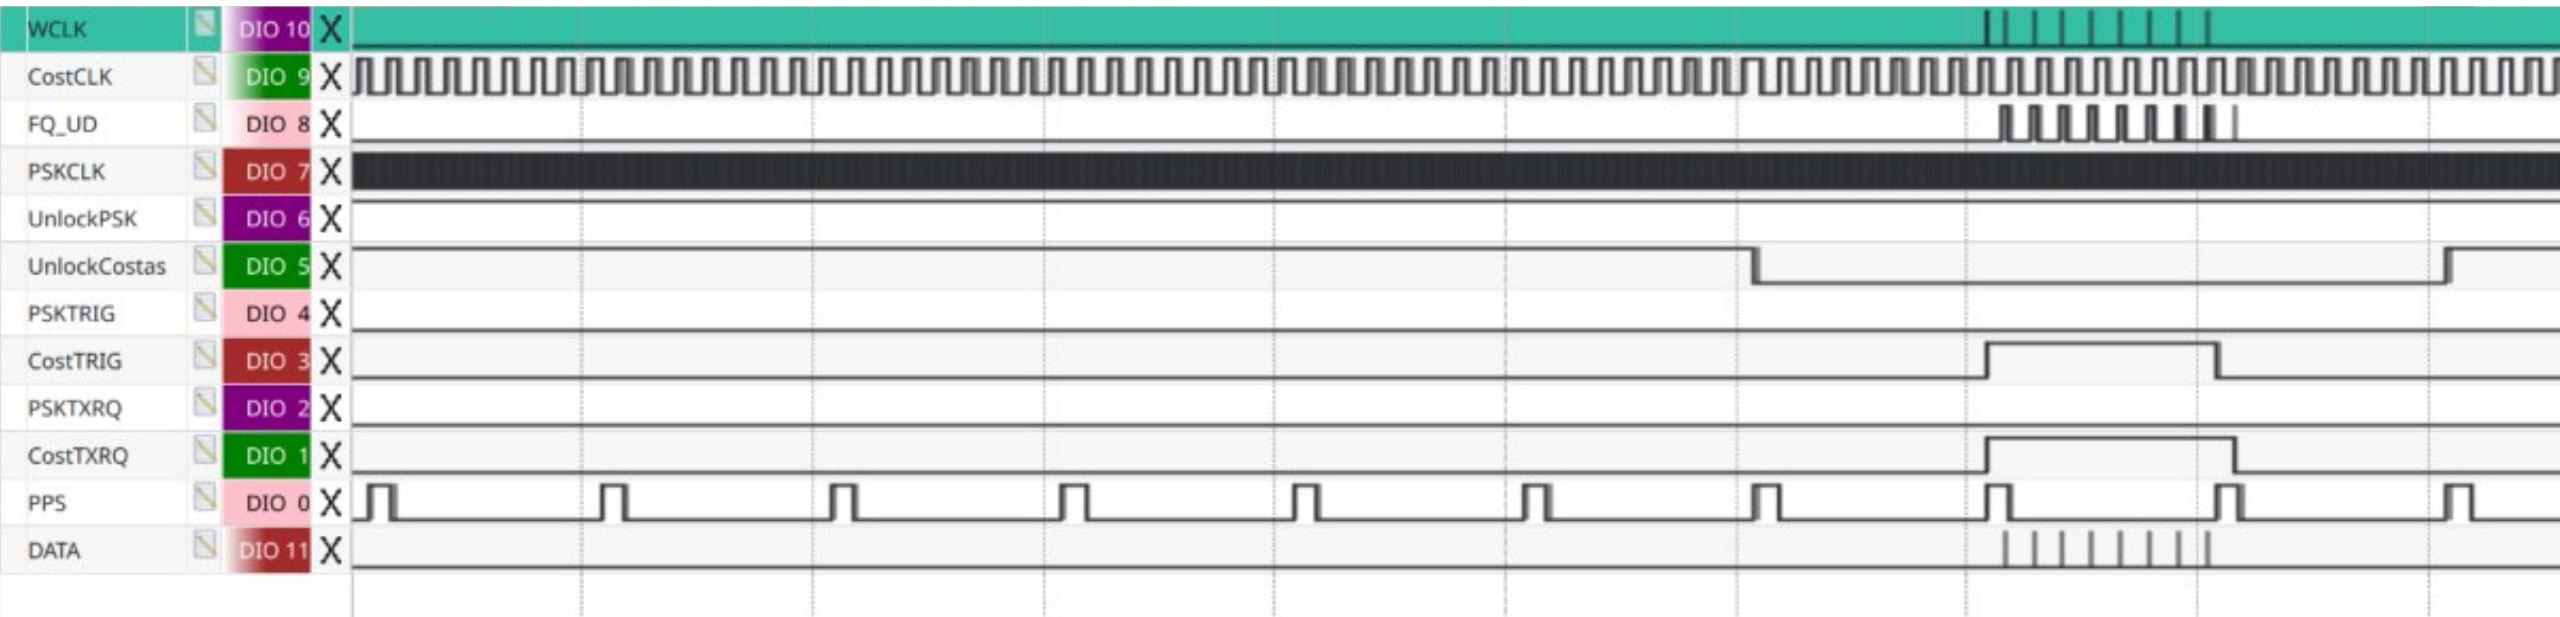 WCLK DIO 10 X
CostCLK DIO 9 X
FQ_UD DIO 8 X
PSKCLK DIO 7 X
UnlockPSK DIO 6 X
UnlockCostas DIO 5 X
PSKTRIG DIO 4 X
CostTRIG DIO 3 X
PSKTXRQ DIO 2 X
CostTXRQ DIO 1 X
PPS DIO 0 X
DATA DIO 11 X